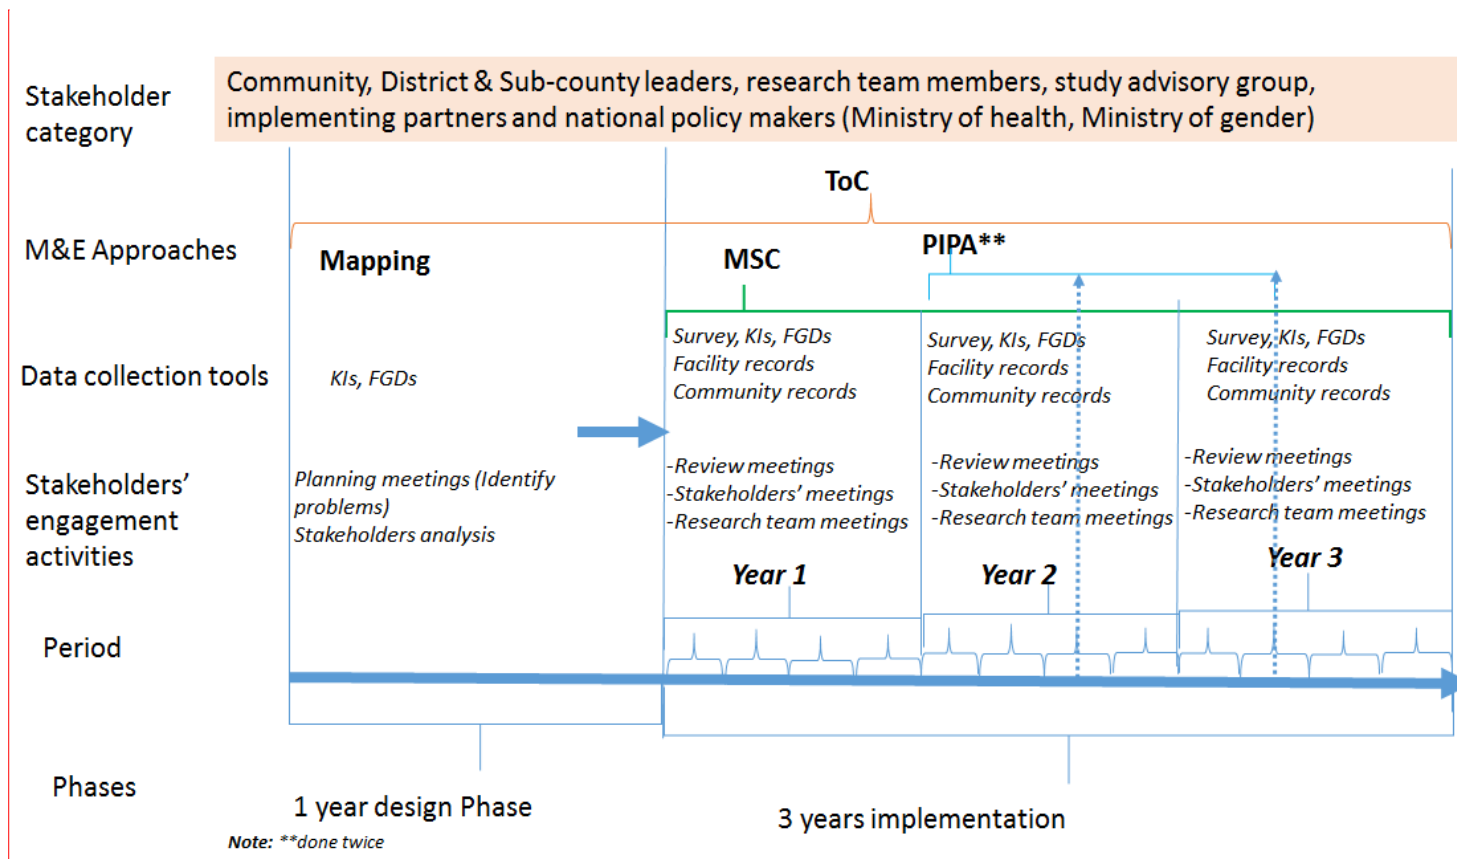 Stakeholder
category
Community, District & Sub-county leaders, research team members, study advisory group,
implementing partners and national policy makers (Ministry of health, Ministry of gender)
ToC
M&E Approaches
Mapping
MSC
PIPA**
Data collection tools
KIs, FGDs
Survey, KIs, FGDs
Facility records
Community records
Survey, KIs, FGDs
Facility records
Community records
Survey, KIs, FGDs
Facility records
Community records
Stakeholders’
engagement
activities
Planning meetings (Identify
problems)
Stakeholders analysis
-Review meetings
-Stakeholders’ meetings
-Research team meetings
-Review meetings
-Stakeholders’ meetings
-Research team meetings
-Review meetings
-Stakeholders’ meetings
-Research team meetings
Year 1
Year 2
Year 3
Period
Phases
1 year design Phase
3 years implementation
Note: **done twice